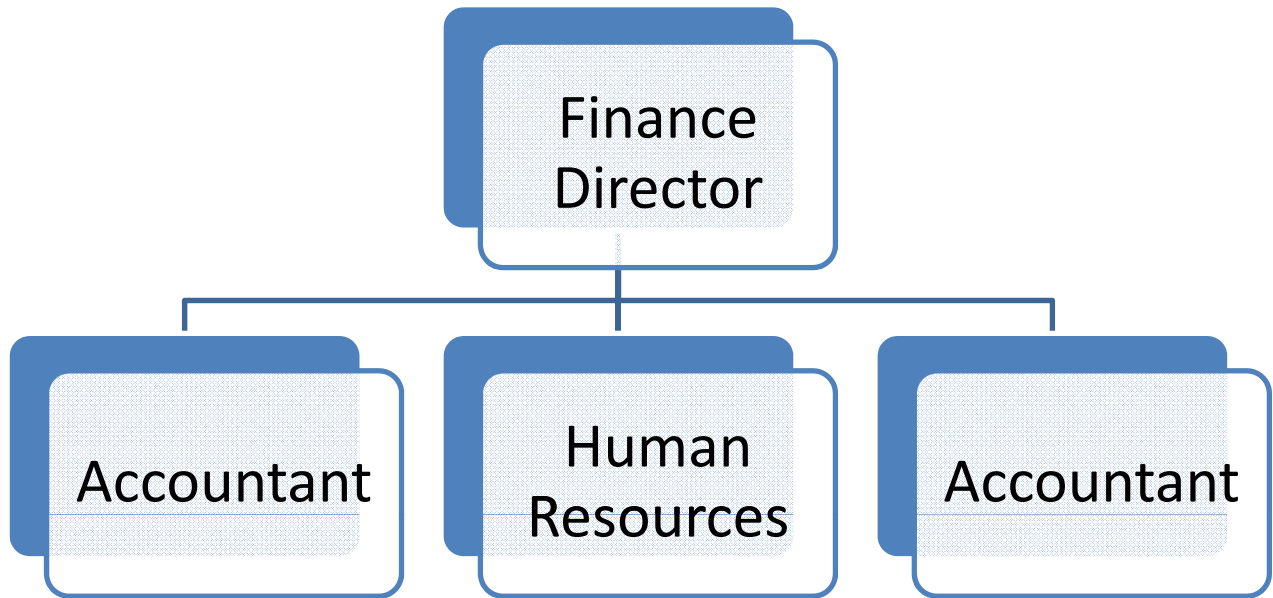 Finance
Director
Accountant
Human
Resources
Accountant